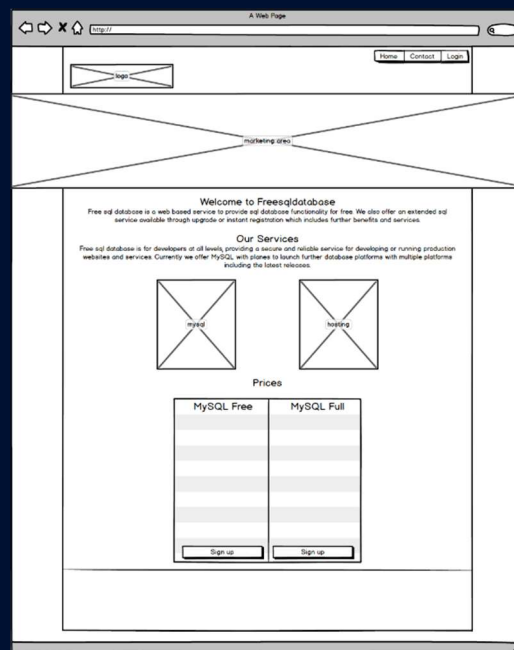 A Web Page
http://
Home Contact Login
logo
marketing area
Welcome to Freesqldatabase
Free sql database is a web based service to provide sql database functionality for free. We also offer an extended sql
service available through upgrade or instant registration which includes further benefits and services.
Our Services
Free sql database is for developers at all levels, providing a secure and reliable service for developing or running production
websites and services. Currently we offer MySQL with planes to launch further database platforms with multiple platforms
including the latest releases.
mysql hosting
Prices
MySQL Free MySQL Full
Sign up Sign up